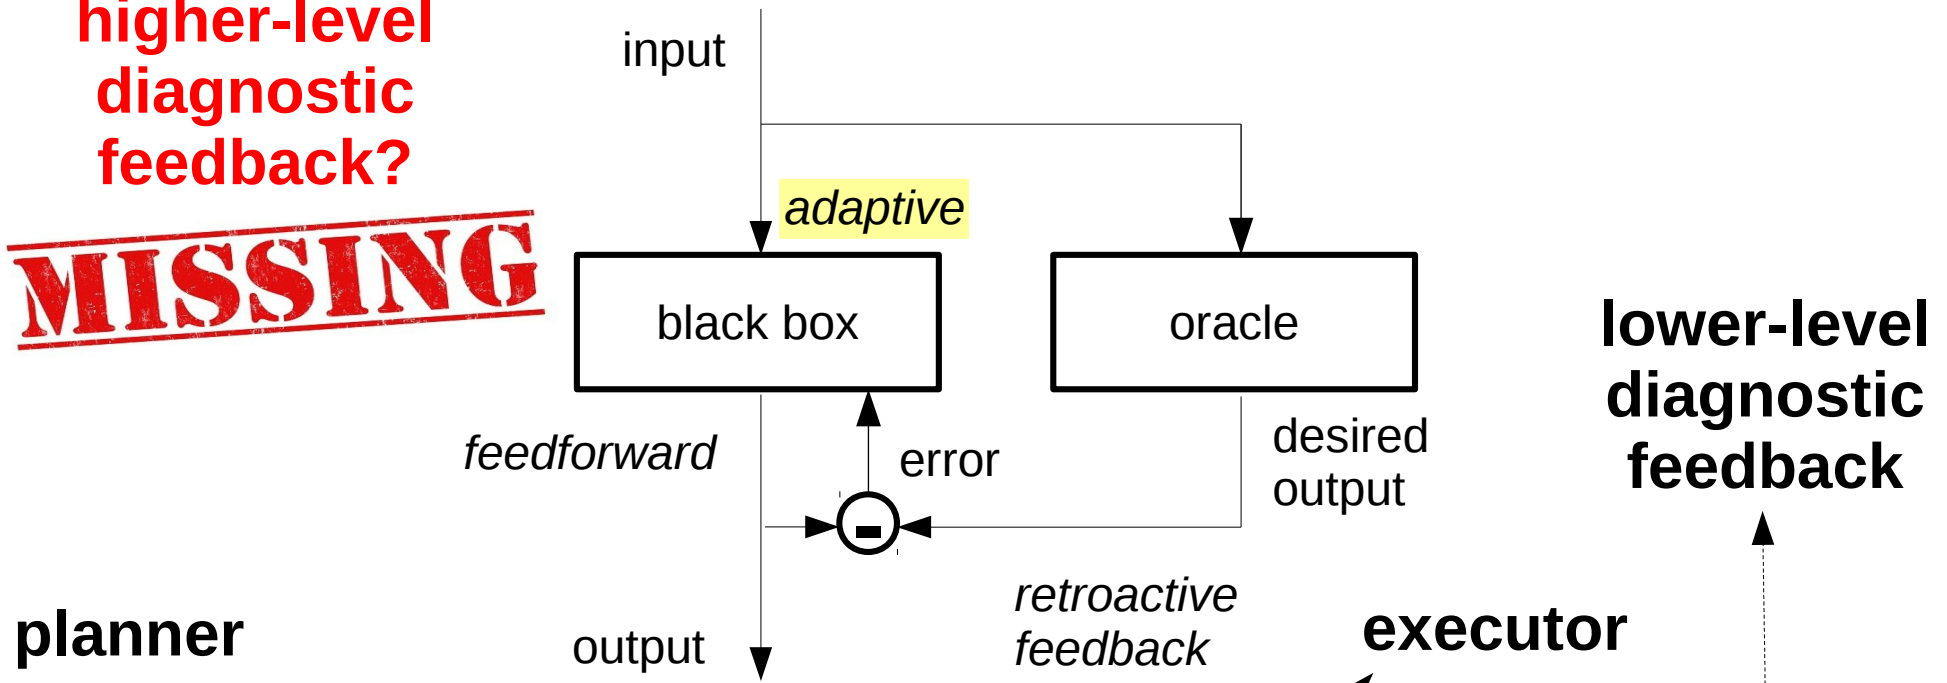 higher-level
diagnostic
feedback?
MISSING
input
adaptive
black box
oracle
lower-level
diagnostic
feedback
feedforward
error
desired
output
-
retroactive
feedback
planner
output
executor